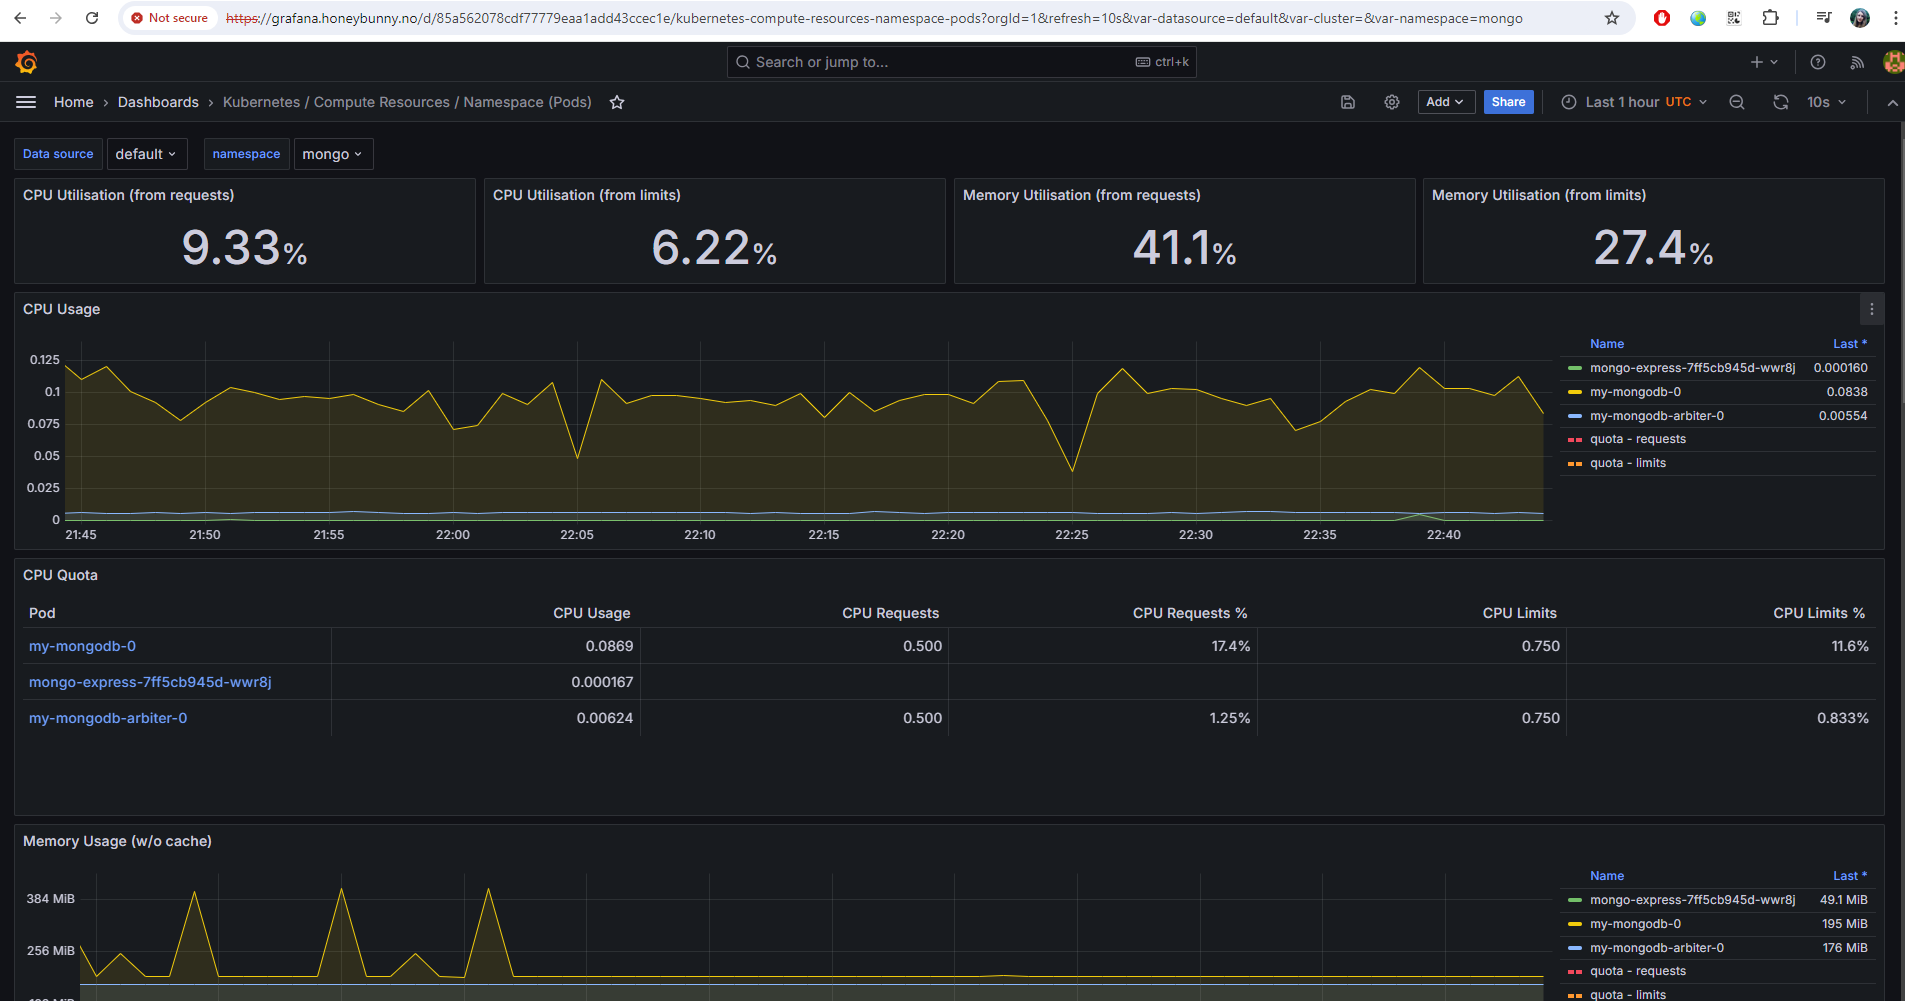 Not secure
https://grafana.honeybunny.no/d/85a562078cdf77779eaa1add43ccec1e/kubernetes-compute-resources-namespace-pods?orgId=1&refresh=10s&var-datasource=default&var-cluster=&var-namespace=mongo
Search or jump to... ctrl+k
Home › Dashboards › Kubernetes / Compute Resources / Namespace (Pods)
Add Share Last 1 hour UTC 10s
Data source default namespace mongo
CPU Utilisation (from requests)
9.33%
CPU Utilisation (from limits)
6.22%
Memory Utilisation (from requests)
41.1%
Memory Utilisation (from limits)
27.4%
CPU Usage
0.125
0.1
0.075
0.05
0.025
0
21:45 21:50 21:55 22:00 22:05 22:10 22:15 22:20 22:25 22:30 22:35 22:40
Name Last *
mongo-express-7ff5cb945d-wwr8j 0.000160
my-mongodb-0 0.0838
my-mongodb-arbiter-0 0.00554
quota - requests
quota - limits
CPU Quota
Pod CPU Usage CPU Requests CPU Requests % CPU Limits CPU Limits %
my-mongodb-0 0.0869 0.500 17.4% 0.750 11.6%
mongo-express-7ff5cb945d-wwr8j 0.000167
my-mongodb-arbiter-0 0.00624 0.500 1.25% 0.750 0.833%
Memory Usage (w/o cache)
384 MiB
256 MiB
Name Last *
mongo-express-7ff5cb945d-wwr8j 49.1 MiB
my-mongodb-0 195 MiB
my-mongodb-arbiter-0 176 MiB
quota - requests
quota - limits